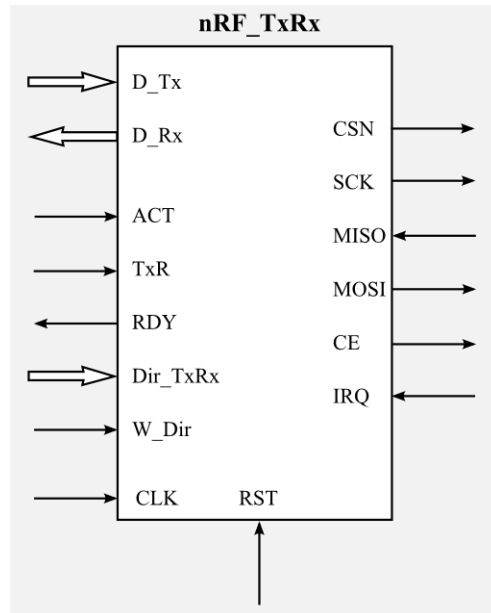 nRF_TxRx
D_Tx
D_Rx
ACT
TxR
RDY
Dir_TxRx
W_Dir
CLK
RST
CSN
SCK
MISO
MOSI
CE
IRQ